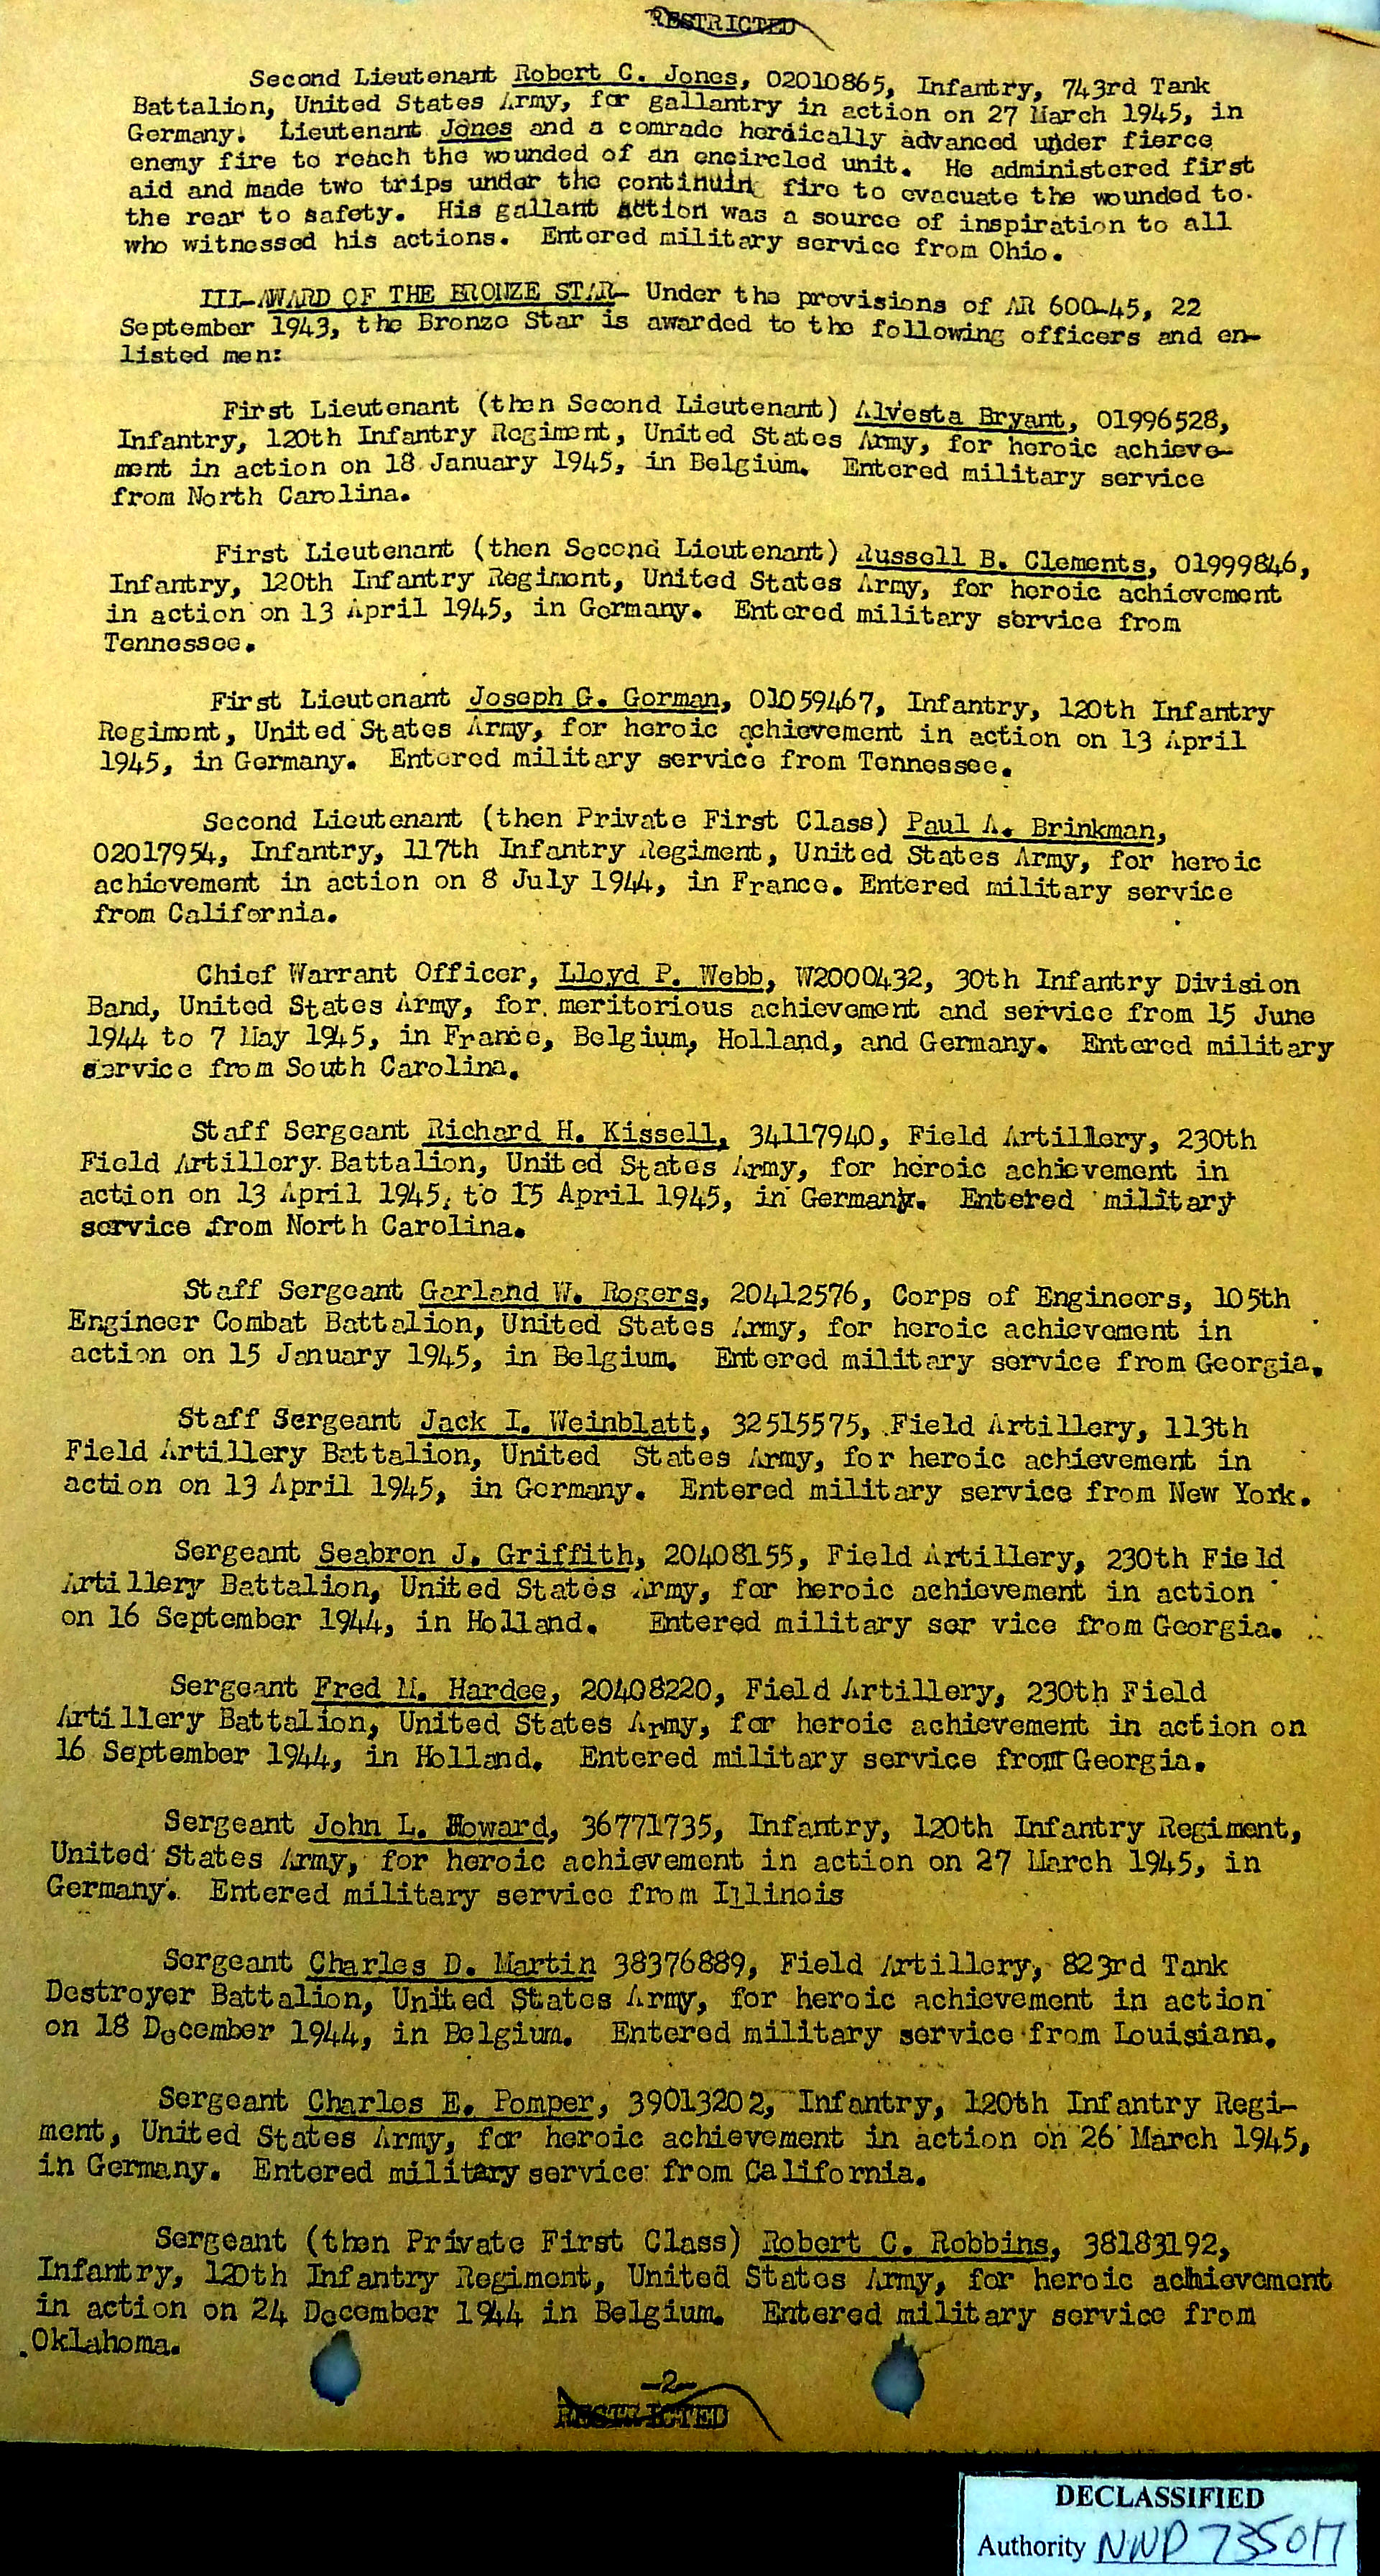 RESTRICTED
Second Lieutenant Robert C. Jones, 02010865, Infantry, 743rd Tank
Battalion, United States Army, for gallantry in action on 27 March 1945, in
Germany. Lieutenant Jones and a comrade heroically advanced under fierce
enemy fire to reach the wounded of an encircled unit. He administered first
aid and made two trips under the continuing fire to evacuate the wounded to
the rear to safety. His gallant action was a source of inspiration to all
who witnessed his actions. Entered military service from Ohio.
III-AWARD OF THE BRONZE STAR- Under the provisions of AR 600-45, 22
September 1943, the Bronze Star is awarded to the following officers and en-
listed men:
First Lieutenant (then Second Lieutenant) Alvesta Bryant, 01996528,
Infantry, 120th Infantry Regiment, United States Army, for heroic achieve-
ment in action on 18 January 1945, in Belgium. Entered military service
from North Carolina.
First Lieutenant (then Second Lieutenant) Russell B. Clements, 01999846,
Infantry, 120th Infantry Regiment, United States Army, for heroic achievement
in action on 13 April 1945, in Germany. Entered military service from
Tennessee.
First Lieutenant Joseph G. Gorman, 01059467, Infantry, 120th Infantry
Regiment, United States Army, for heroic achievement in action on 13 April
1945, in Germany. Entered military service from Tennessee.
Second Lieutenant (then Private First Class) Paul A. Brinkman,
02017954, Infantry, 117th Infantry Regiment, United States Army, for heroic
achievement in action on 8 July 1944, in France. Entered military service
from California.
Chief Warrant Officer, Lloyd P. Webb, W2000432, 30th Infantry Division
Band, United States Army, for meritorious achievement and service from 15 June
1944 to 7 May 1945, in France, Belgium, Holland, and Germany. Entered military
service from South Carolina.
Staff Sergeant Richard H. Kissell, 34117940, Field Artillery, 230th
Field Artillery Battalion, United States Army, for heroic achievement in
action on 13 April 1945, to 15 April 1945, in Germany. Entered military
service from North Carolina.
Staff Sergeant Garland W. Rogers, 20412576, Corps of Engineers, 105th
Engineer Combat Battalion, United States Army, for heroic achievement in
action on 15 January 1945, in Belgium. Entered military service from Georgia.
Staff Sergeant Jack I. Weinblatt, 32515575, Field Artillery, 113th
Field Artillery Battalion, United States Army, for heroic achievement in
action on 13 April 1945, in Germany. Entered military service from New York.
Sergeant Seabron J. Griffith, 20408155, Field Artillery, 230th Field
Artillery Battalion, United States Army, for heroic achievement in action
on 16 September 1944, in Holland. Entered military ser vice from Georgia.
Sergeant Fred M. Hardee, 20408220, Field Artillery, 230th Field
Artillery Battalion, United States Army, for heroic achievement in action on
16 September 1944, in Holland. Entered military service from Georgia.
Sergeant John L. Howard, 36771735, Infantry, 120th Infantry Regiment,
United States Army, for heroic achievement in action on 27 March 1945, in
Germany. Entered military service from Illinois
Sergeant Charles D. Martin 38376889, Field Artillery, 823rd Tank
Destroyer Battalion, United States Army, for heroic achievement in action
on 18 December 1944, in Belgium. Entered military service from Louisiana.
Sergeant Charles E. Pomper, 39013202, Infantry, 120th Infantry Regi-
ment, United States Army, for heroic achievement in action on 26 March 1945,
in Germany. Entered military service from California.
Sergeant (then Private First Class) Robert C. Robbins, 38183192,
Infantry, 120th Infantry Regiment, United States Army, for heroic achievement
in action on 24 December 1944 in Belgium. Entered military service from
Oklahoma.
-2-
RESTRICTED
DECLASSIFIED
Authority NND 735017